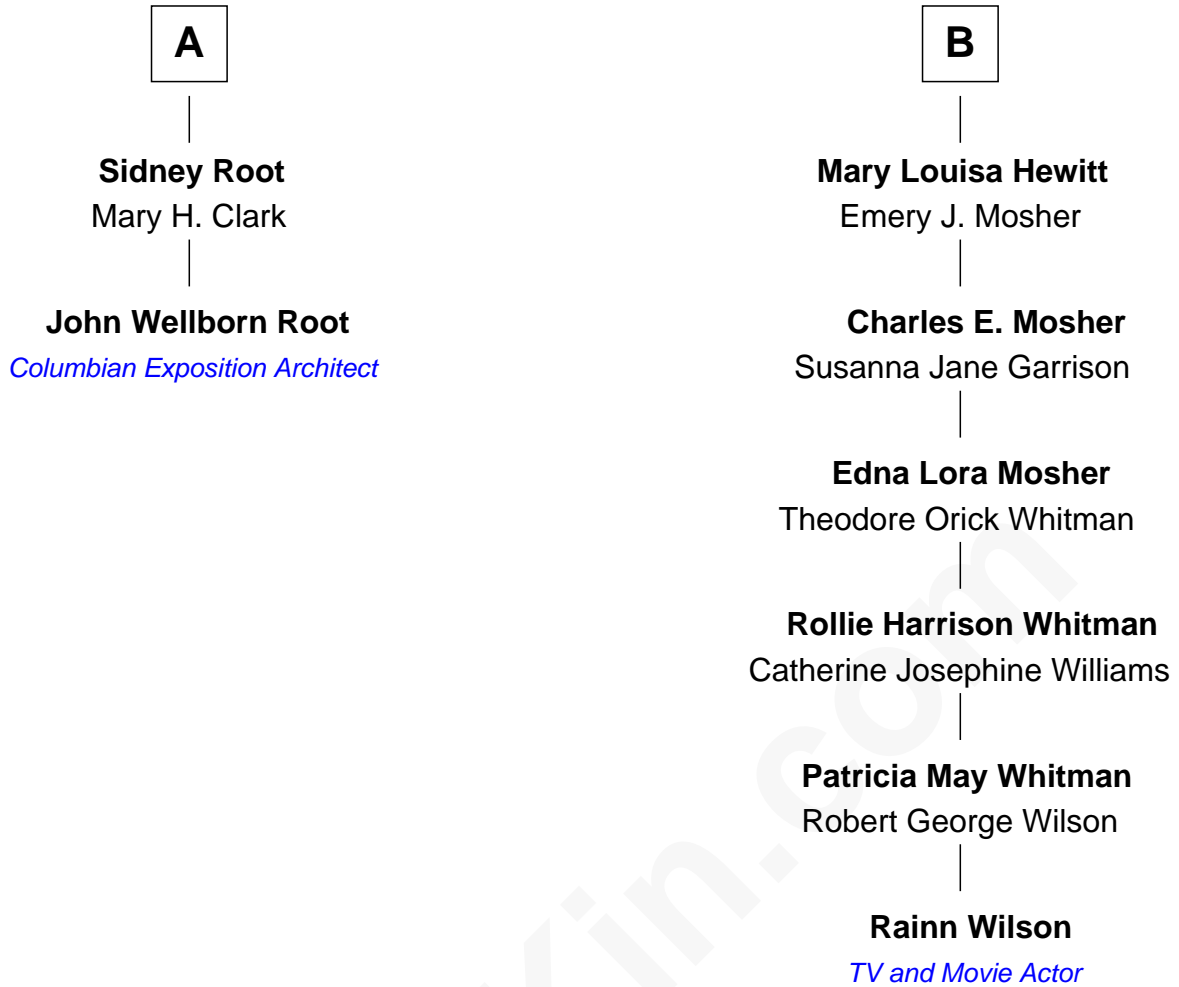 A
Sidney Root
Mary H. Clark
John Wellborn Root
Columbian Exposition Architect
B
Mary Louisa Hewitt
Emery J. Mosher
Charles E. Mosher
Susanna Jane Garrison
Edna Lora Mosher
Theodore Orick Whitman
Rollie Harrison Whitman
Catherine Josephine Williams
Patricia May Whitman
Robert George Wilson
Rainn Wilson
TV and Movie Actor
Kin.com